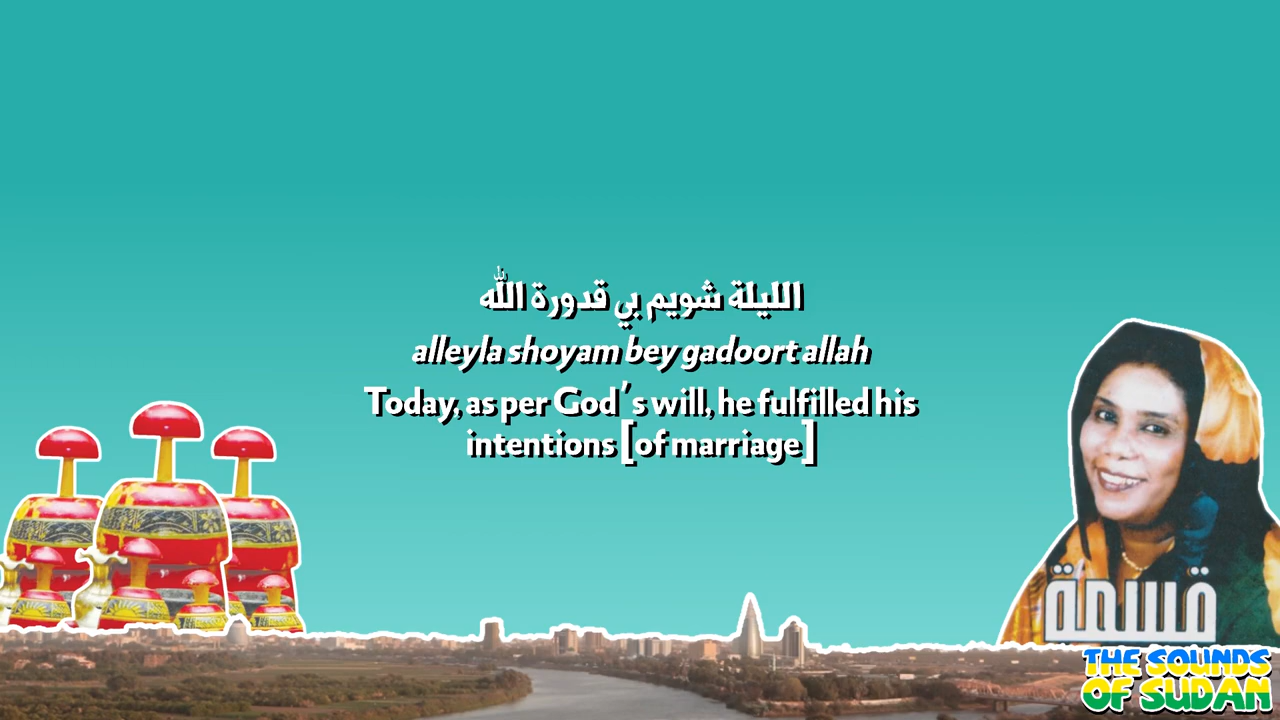 الليلة شويم بي قدورة الله
alleyla shoyam bey gadoort allah
Today, as per God's will, he fulfilled his
intentions [of marriage]
قسمة
THE SOUNDS
OF SUDAN